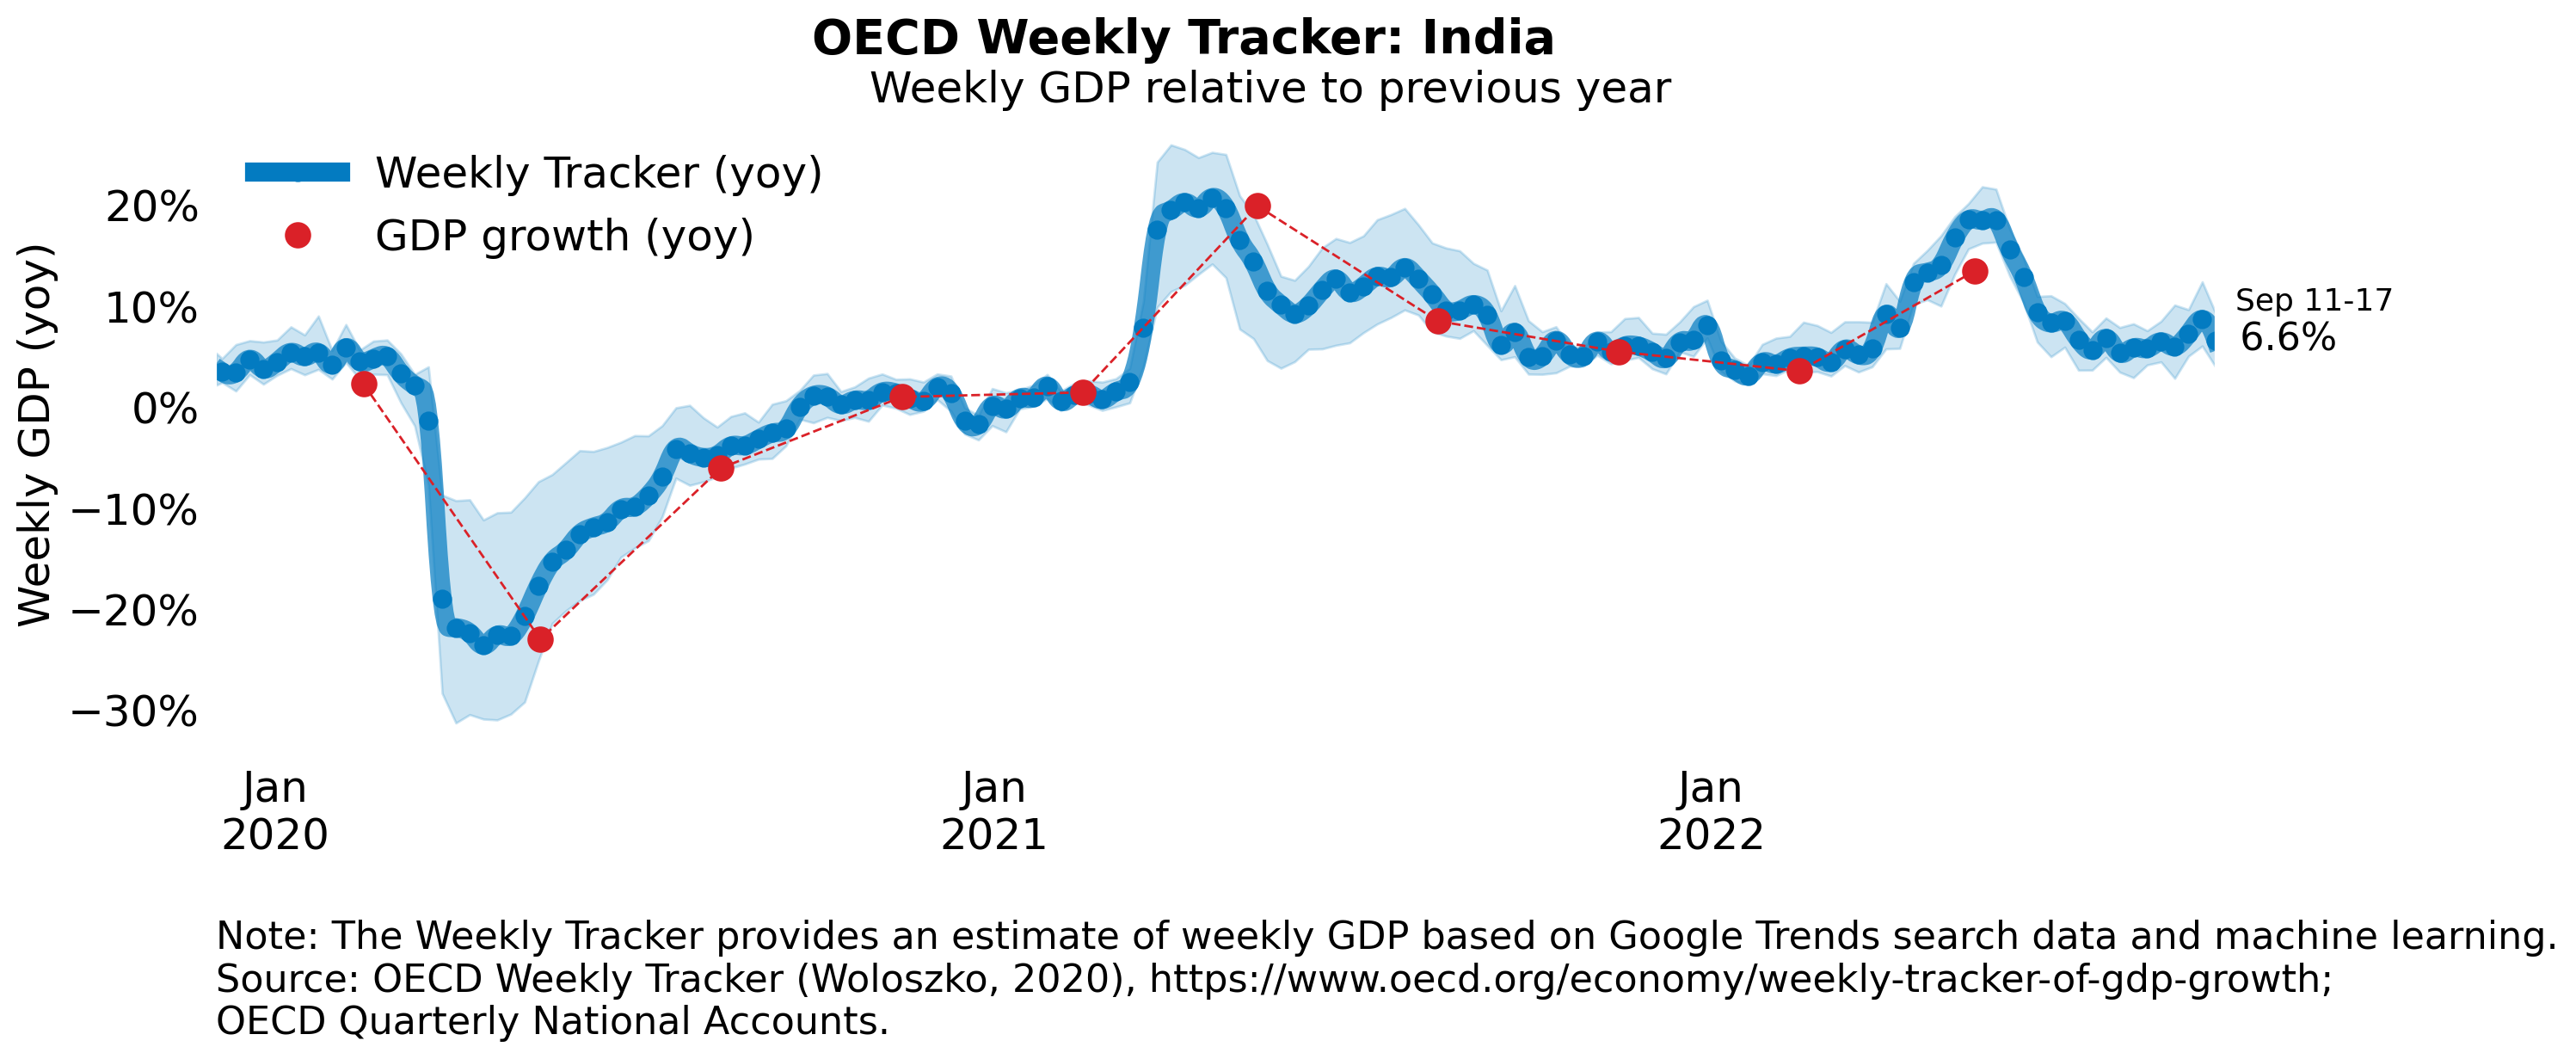 OECD Weekly Tracker: India
Weekly GDP relative to previous year
Weekly Tracker (yoy)
GDP growth (yoy)
Weekly GDP (yoy)
20%
10%
0%
−10%
−20%
−30%
Sep 11-17
6.6%
Jan
2020
Jan
2021
Jan
2022
Note: The Weekly Tracker provides an estimate of weekly GDP based on Google Trends search data and machine learning.
Source: OECD Weekly Tracker (Woloszko, 2020), https://www.oecd.org/economy/weekly-tracker-of-gdp-growth;
OECD Quarterly National Accounts.